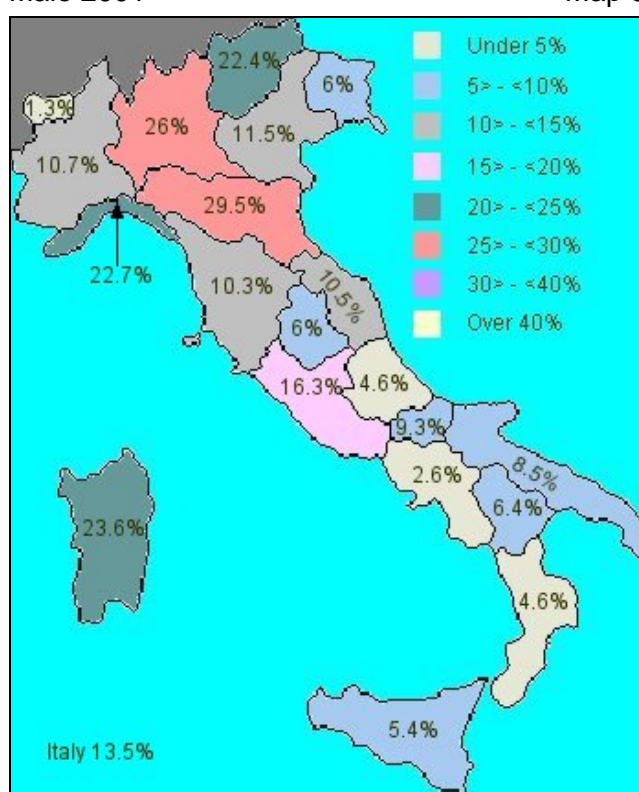 22.4%
Under 5%
1.3%
6%
5> - <10%
26%
11.5%
10> - <15%
10.7%
15> - <20%
29.5%
20> - <25%
25> - <30%
22.7%
10.3%
10.5%
30> - <40%
6%
Over 40%
16.3%
4.6%
9.3%
8.5%
2.6%
6.4%
23.6%
4.6%
5.4%
Italy 13.5%